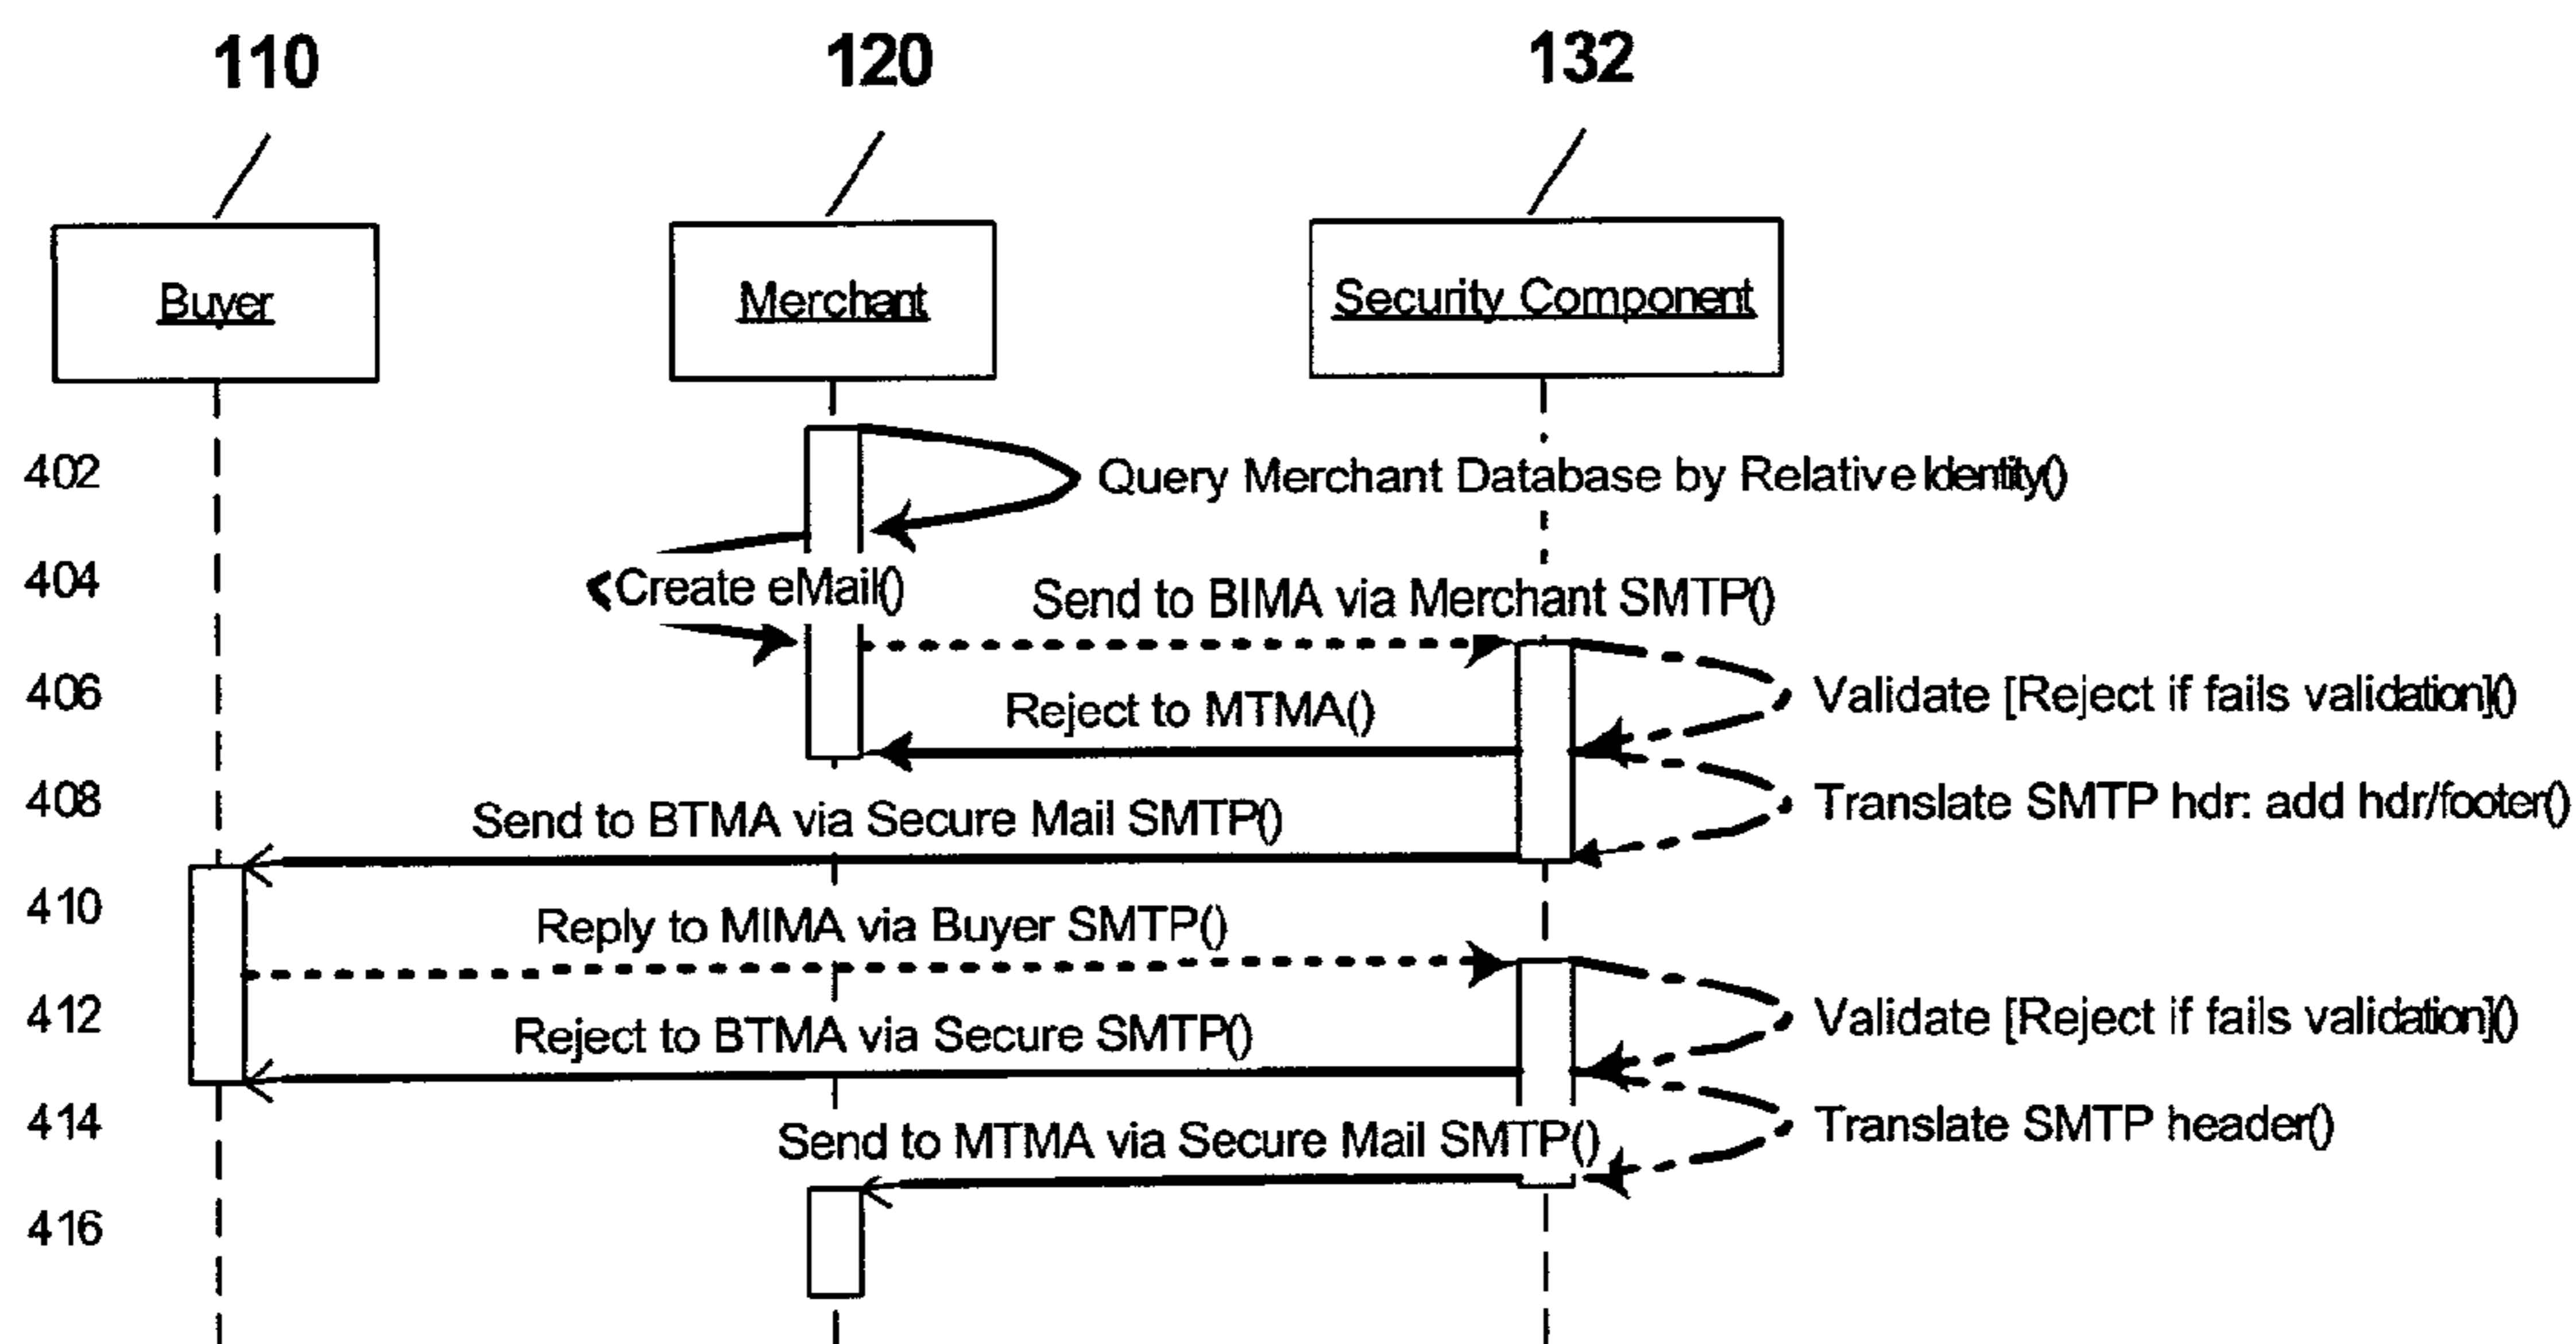 110 120 132
Buyer Merchant Security Component
402 Query Merchant Database by Relative Identity()
404 Create eMail() Send to BIMA via Merchant SMTP()
406 Reject to MTMA() Validate [Reject if fails validation]()
408 Send to BTMA via Secure Mail SMTP() Translate SMTP hdr: add hdr/footer()
410 Reply to MIMA via Buyer SMTP()
412 Reject to BTMA via Secure SMTP() Validate [Reject if fails validation]()
414 Send to MTMA via Secure Mail SMTP() Translate SMTP header()
416